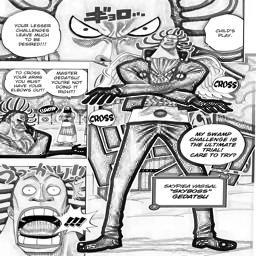 YOUR LESSER
CHALLENGES
LEAVE MUCH
TO BE
DESIRED!!!
ギョロ...
CHILD'S
PLAY.
TO CROSS
YOUR ARMS
YOU MUST
HAVE YOUR
ELBOWS OUT!
MASTER
GEDATSU!
YOU'RE NOT
DOING IT
RIGHT!
CROSS
CROSS
CROSS
MY SWAMP
CHALLENGE IS
THE ULTIMATE
TRIAL!
CARE TO TRY?
!!!
SKYPIEA VASSAL
"SKYBOSS"
GEDATSU